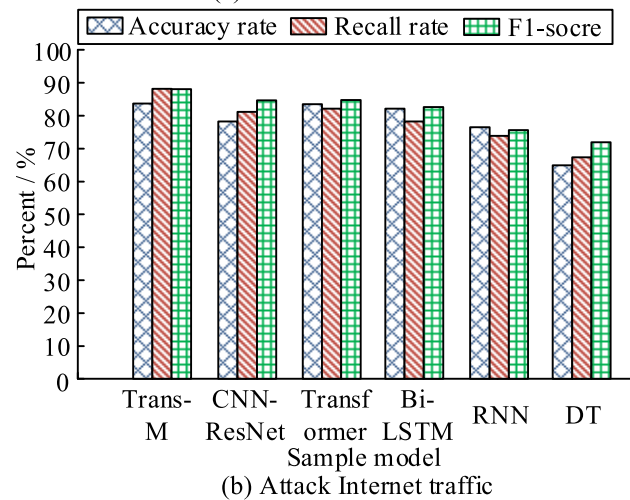 Accuracy rate Recall rate F1-socre
100
90
80
70
60
50
40
30
20
10
0
Percent / %
Trans-
M
CNN-
ResNet
Transf
ormer
Bi-
LSTM
RNN
DT
Sample model
(b) Attack Internet traffic